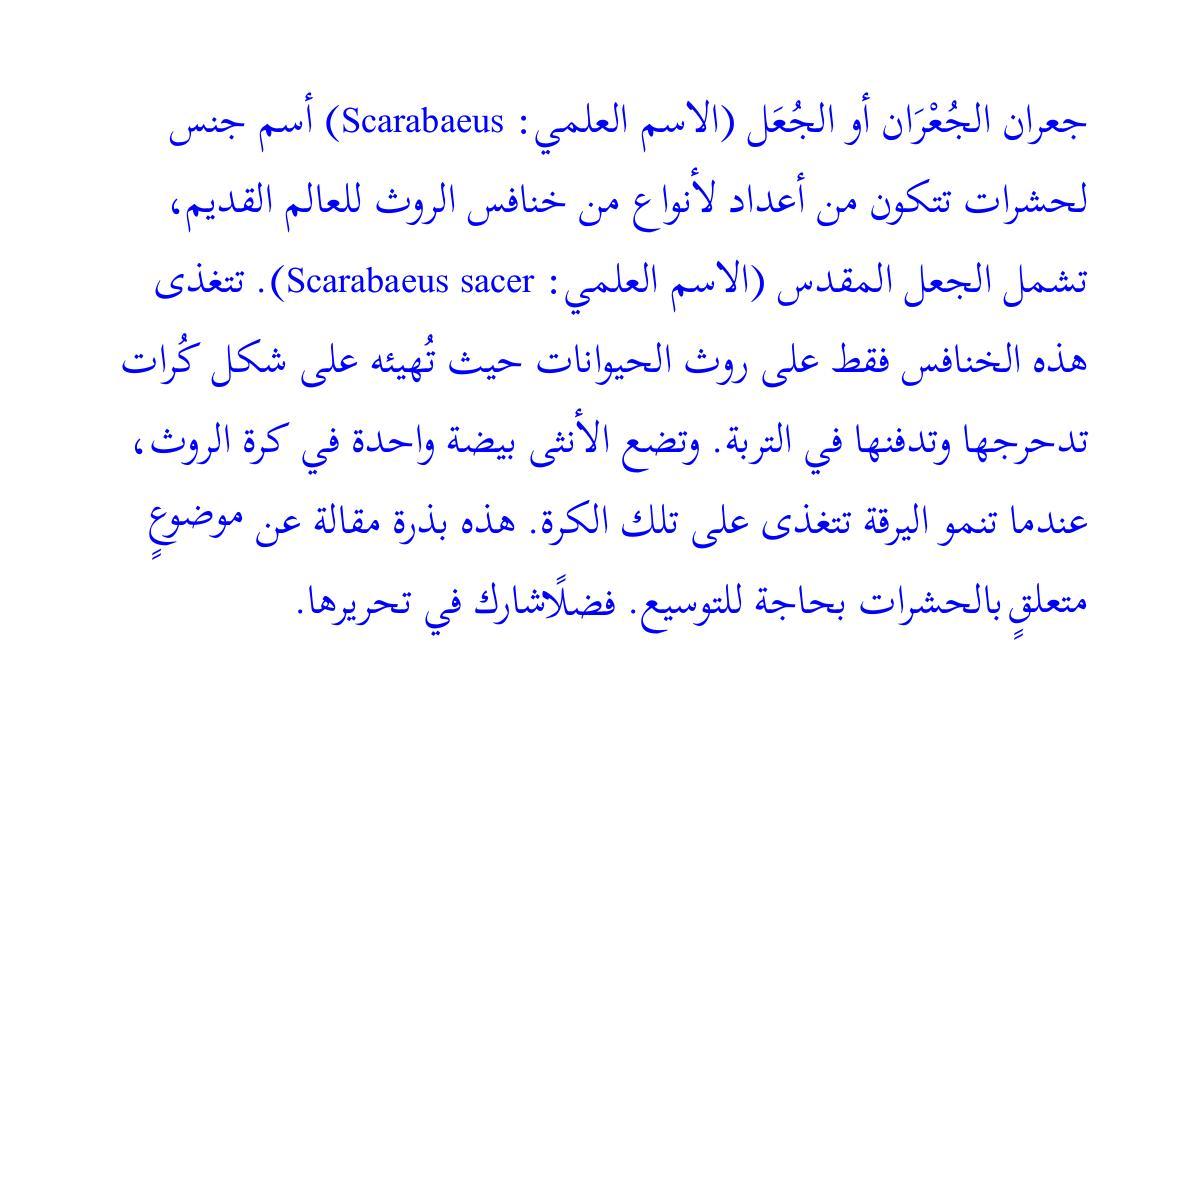 جعران الجُعْرَان أو الجُعَل (الاسم العلمي: Scarabaeus) أسم جنس
لحشرات تتكون من أعداد لأنواع من خنافس الروث للعالم القديم،
تشمل الجعل المقدس (الاسم العلمي: Scarabaeus sacer). تتغذى
هذه الخنافس فقط على روث الحيوانات حيث تُهيئه على شكل كُرات
تدحرجها وتدفنها في التربة. وتضع الأنثى بيضة واحدة في كرة الروث،
عندما تنمو اليرقة تتغذى على تلك الكرة. هذه بذرة مقالة عن موضوعٍ
متعلقٍ بالحشرات بحاجة للتوسيع. فضلًاشارك في تحريرها.